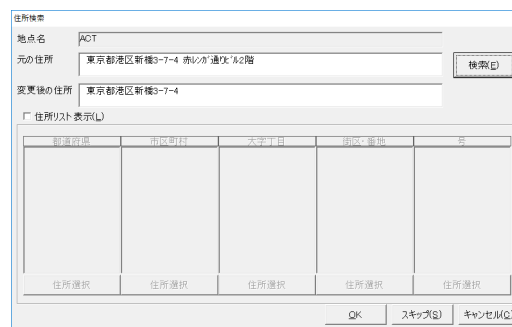 住所検索
地点名 ACT
元の住所 東京都港区新橋3-7-4 赤ﾚﾝｶﾞ通りﾋﾞﾙ2階 検索(E)
変更後の住所 東京都港区新橋3-7-4
住所リスト表示(L)
都道府県 市区町村 大字丁目 街区・番地 号
住所選択 住所選択 住所選択 住所選択 住所選択
OK スキップ(S) キャンセル(C